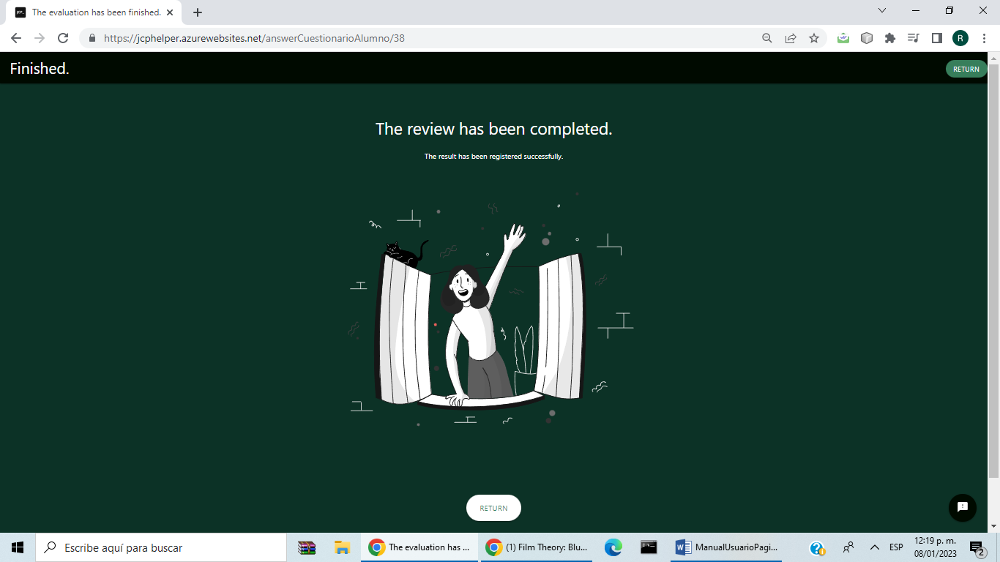 JCP_
The evaluation has been finished.
https://jcphelper.azurewebsites.net/answerCuestionarioAlumno/38
R
Finished.
RETURN
The review has been completed.
The result has been registered successfully.
RETURN
Escribe aquí para buscar
The evaluation has ...
(1) Film Theory: Blu...
ManualUsuarioPagi...
ESP
12:19 p. m.
08/01/2023
2